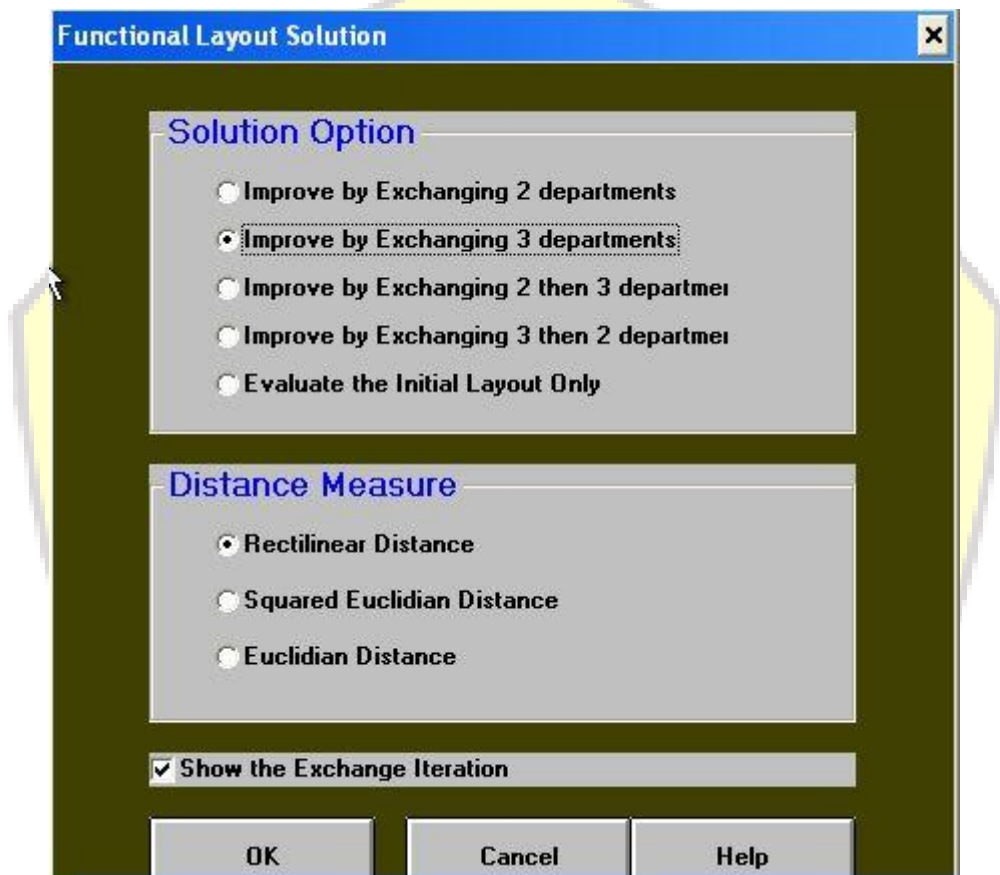 Functional Layout Solution
Solution Option
Improve by Exchanging 2 departments
Improve by Exchanging 3 departments
Improve by Exchanging 2 then 3 departmer
Improve by Exchanging 3 then 2 departmer
Evaluate the Initial Layout Only
Distance Measure
Rectilinear Distance
Squared Euclidian Distance
Euclidian Distance
Show the Exchange Iteration
OK Cancel Help